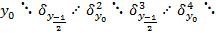 y₀ ⋱ δ_{y_{-1/2}} ⋰ δ²_{y₀} ⋱ δ³_{y_{-1/2}} ⋰ δ⁴_{y₀} ⋱